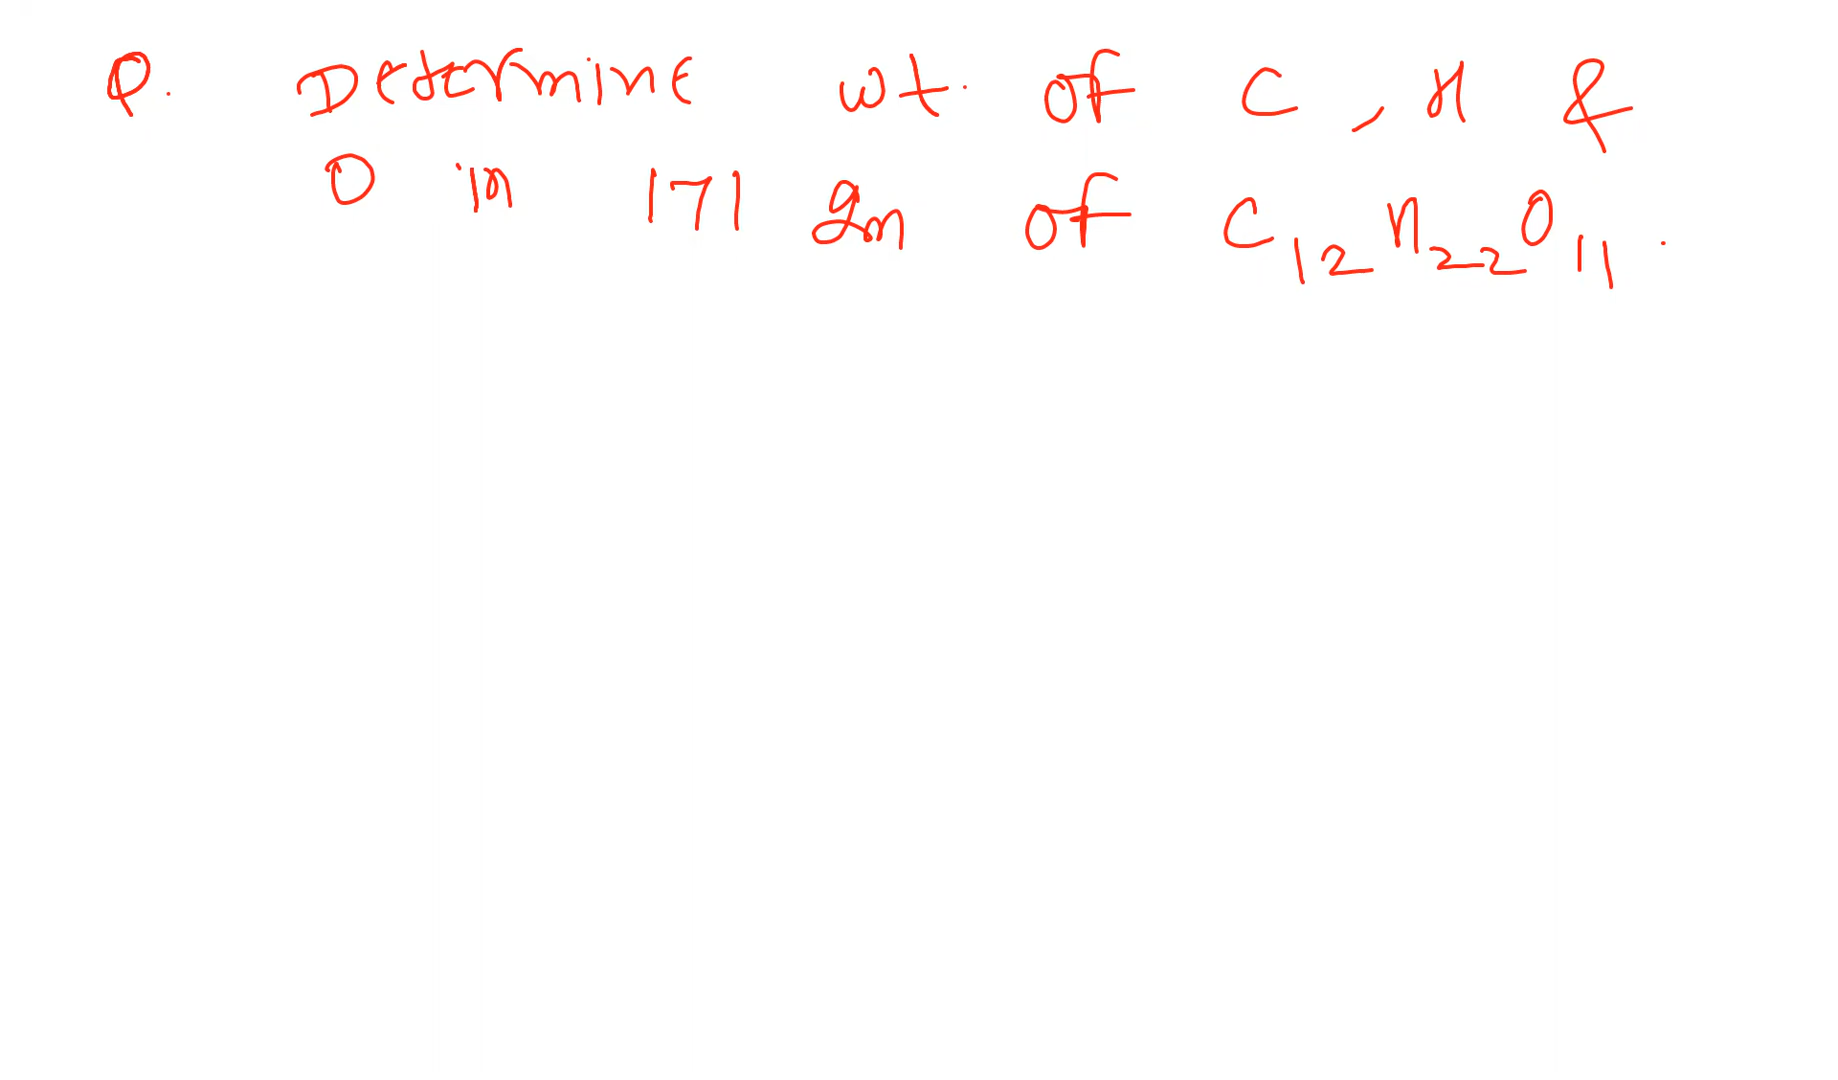 Q. Determine wt. of C, H &
O in 171 gm of C₁₂H₂₂O₁₁.